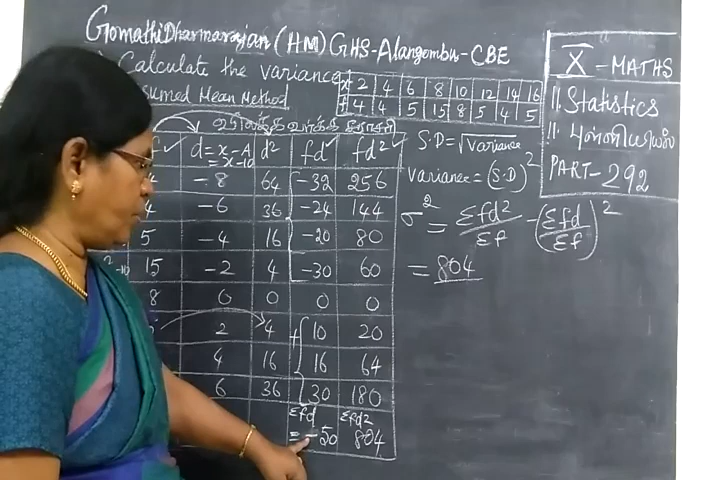 Gomathi Dharmarajan (HM) GHS-Alangombu-CBE
Calculate the variance
sumed Mean Method
x 2 4 6 8 10 12 14 16
f 4 4 5 15 8 5 4 5
X - MATHS
Statistics
புள்ளியியல்
PART-292
d = x - A d² fd fd²
= x-10
4 -8 64 -32 256
4 -6 36 -24 144
5 -4 16 -20 80
15 -2 4 -30 60
8 0 0 0 0
2 4 10 20
4 16 16 64
6 36 30 180
Σfd Σfd²
= -50 804
S.D = √variance
variance = (S.D)²
σ² = Σfd²/Σf - (Σfd/Σf)²
= 804